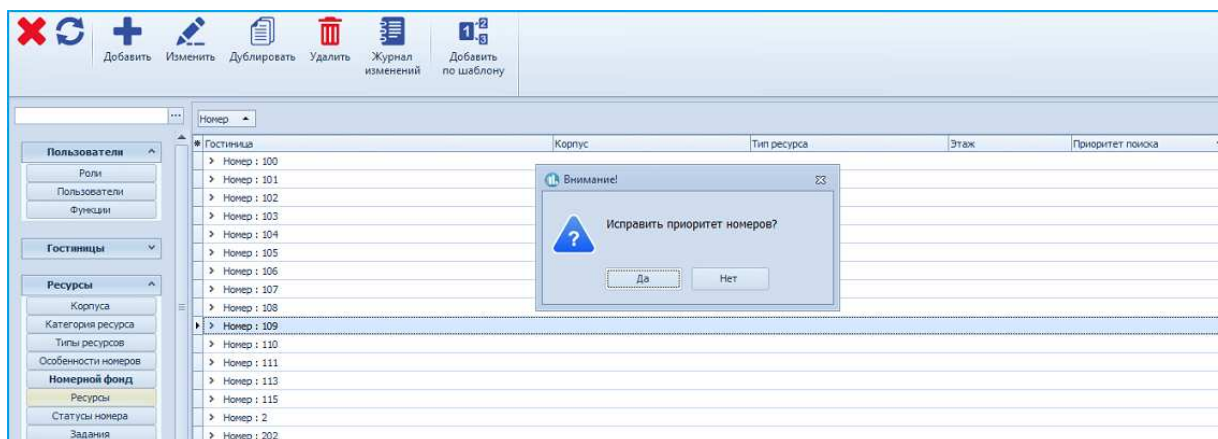 Добавить Изменить Дублировать Удалить Журнал изменений Добавить по шаблону
Номер
Гостиница Корпус Тип ресурса Этаж Приоритет поиска
Пользователи
Роли
Пользователи
Функции
Гостиницы
Ресурсы
Корпуса
Категория ресурса
Типы ресурсов
Особенности номеров
Номерной фонд
Ресурсы
Статусы номера
Задания
Номер : 100
Номер : 101
Номер : 102
Номер : 103
Номер : 104
Номер : 105
Номер : 106
Номер : 107
Номер : 108
Номер : 109
Номер : 110
Номер : 111
Номер : 113
Номер : 115
Номер : 2
Номер : 202
Внимание!
Исправить приоритет номеров?
Да Нет